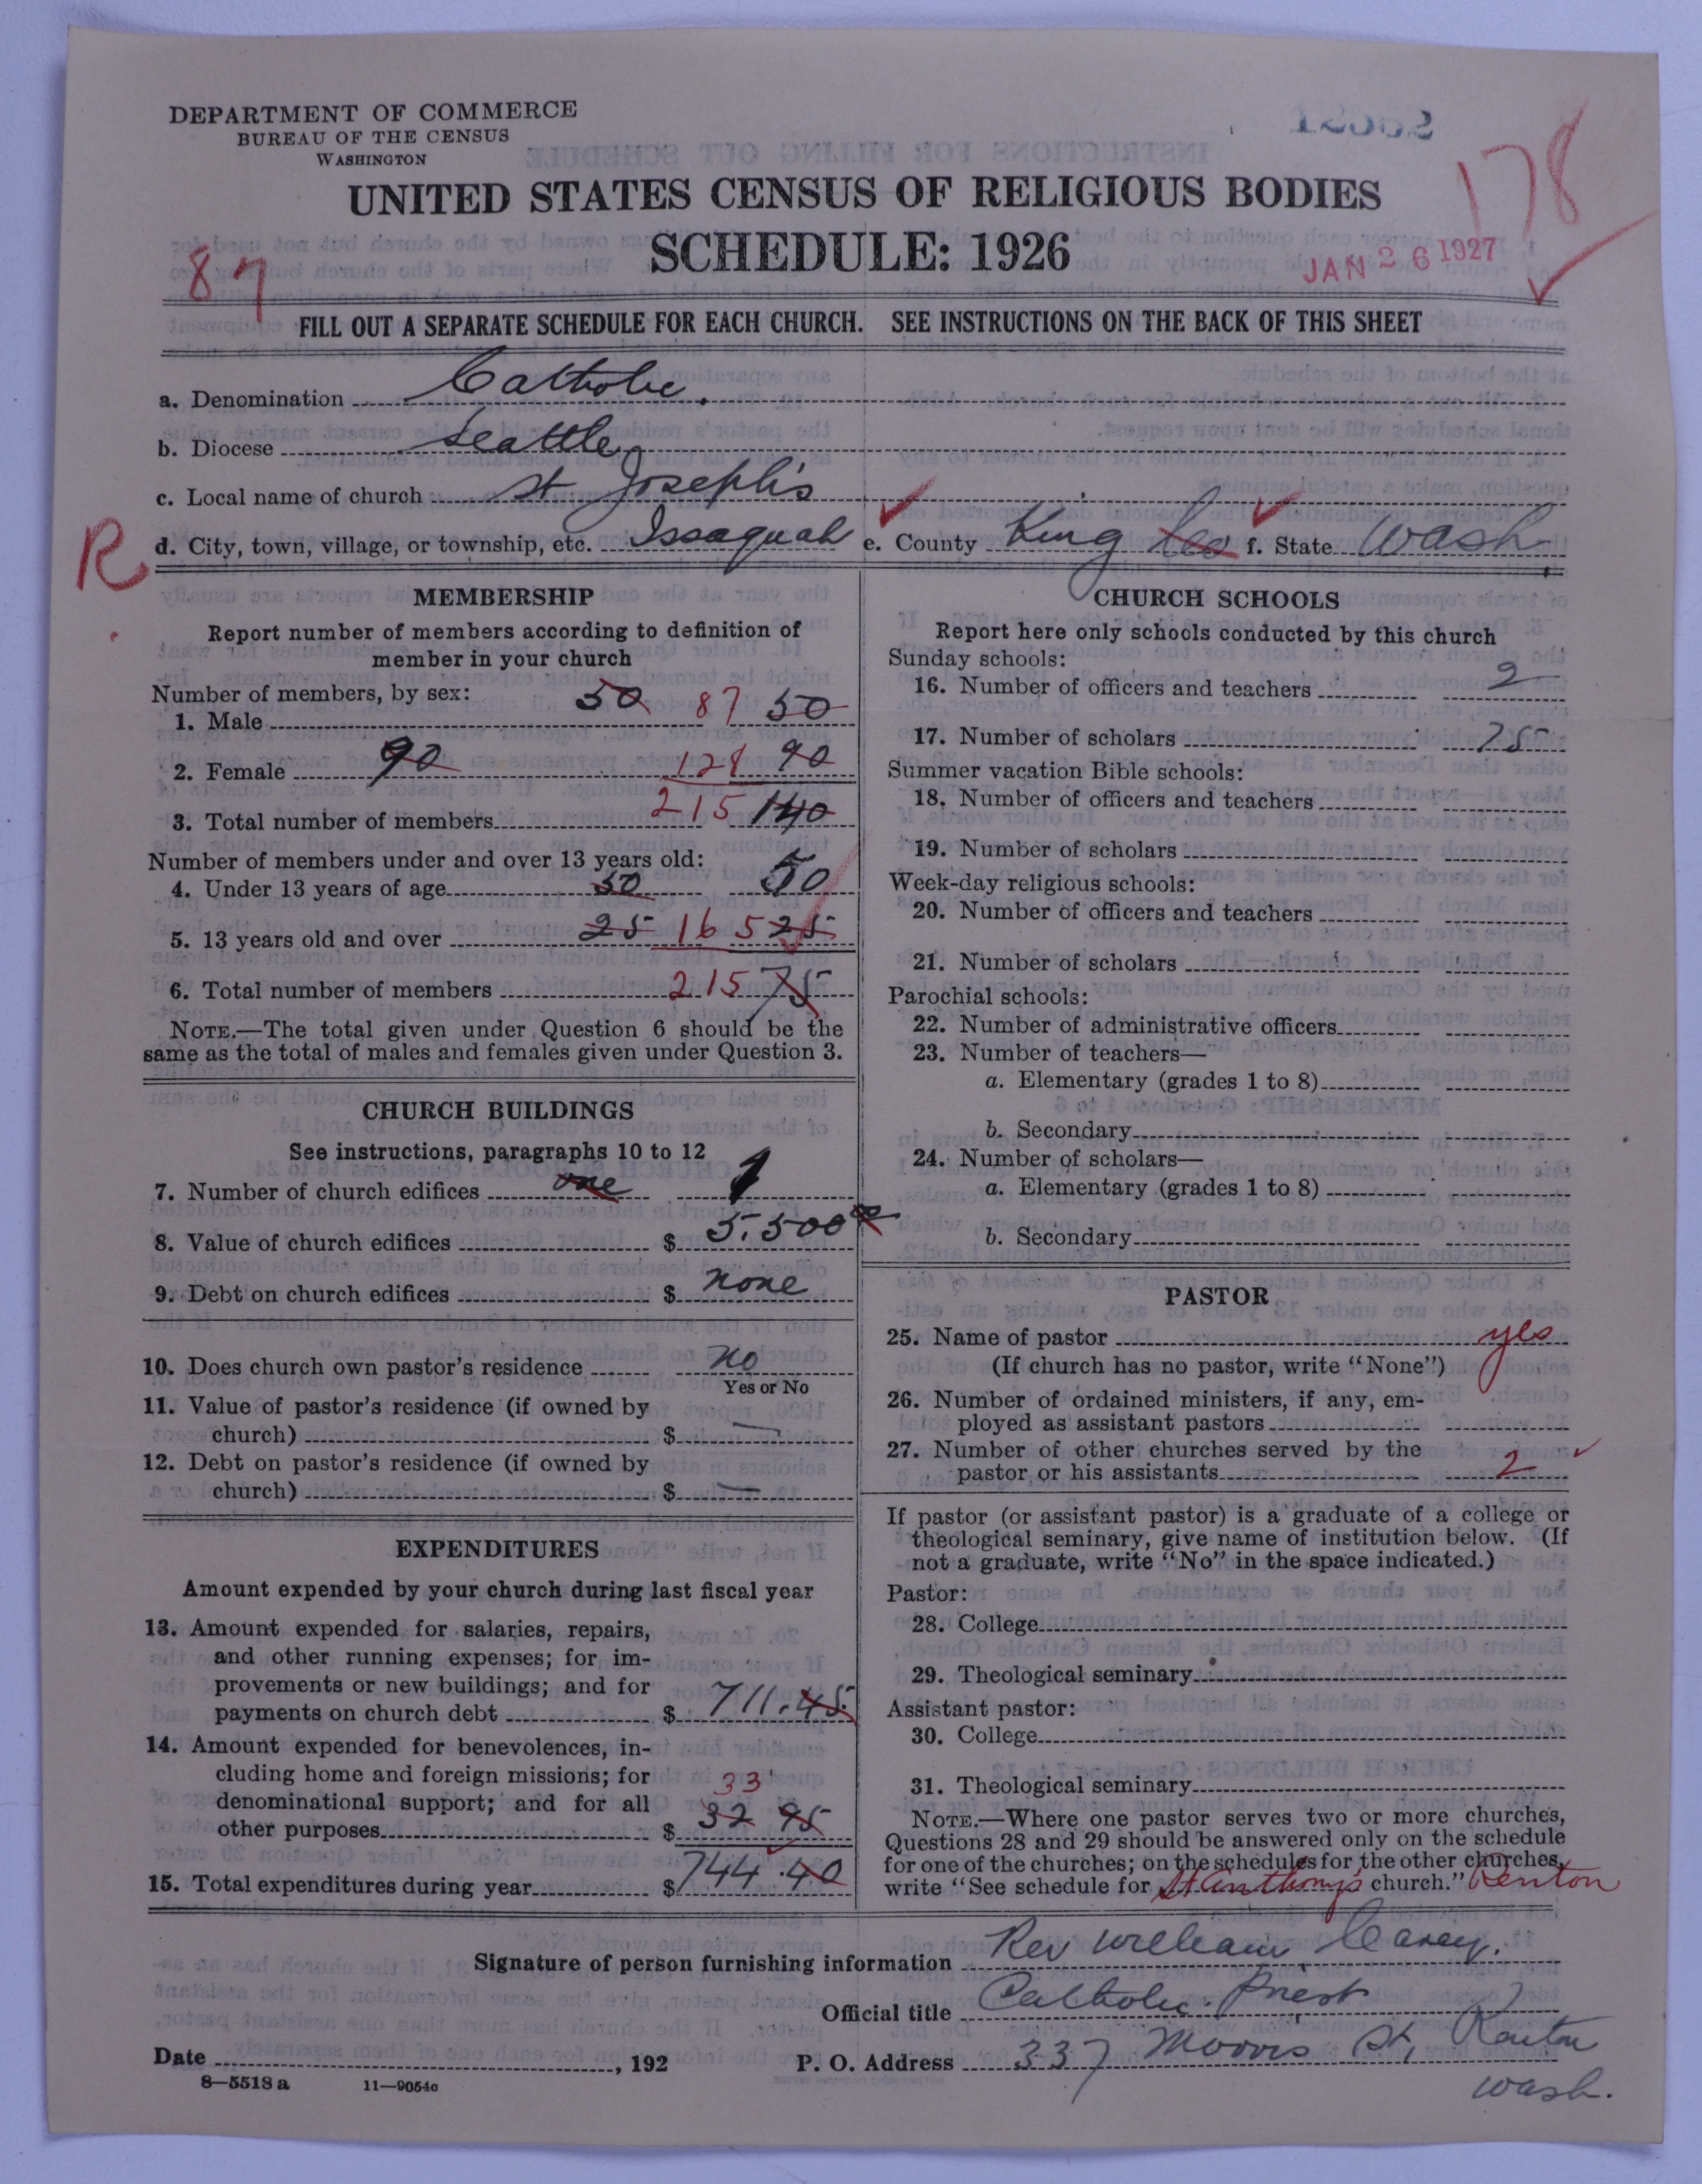 DEPARTMENT OF COMMERCE
BUREAU OF THE CENSUS
WASHINGTON
178
UNITED STATES CENSUS OF RELIGIOUS BODIES
SCHEDULE: 1926
87
JAN 26 1927
FILL OUT A SEPARATE SCHEDULE FOR EACH CHURCH. SEE INSTRUCTIONS ON THE BACK OF THIS SHEET
a. Denomination Catholic.
b. Diocese Seattle
c. Local name of church St Joseph's
R d. City, town, village, or township, etc. Issaquah e. County King Co f. State Wash.
MEMBERSHIP
Report number of members according to definition of
member in your church
Number of members, by sex:
1. Male 50 87 50
2. Female 90 128 90
3. Total number of members 215 140
Number of members under and over 13 years old:
4. Under 13 years of age 50 50
5. 13 years old and over 25 165 25
6. Total number of members 215 75
NOTE.—The total given under Question 6 should be the
same as the total of males and females given under Question 3.
CHURCH BUILDINGS
See instructions, paragraphs 10 to 12
7. Number of church edifices one 1
8. Value of church edifices $ 5.500 00
9. Debt on church edifices $ none
10. Does church own pastor's residence no
Yes or No
11. Value of pastor's residence (if owned by
church) $ —
12. Debt on pastor's residence (if owned by
church) $ —
EXPENDITURES
Amount expended by your church during last fiscal year
13. Amount expended for salaries, repairs,
and other running expenses; for im-
provements or new buildings; and for
payments on church debt $ 711.45
14. Amount expended for benevolences, in-
cluding home and foreign missions; for
33
denominational support; and for all
other purposes $ 32 95
15. Total expenditures during year $ 744.40
CHURCH SCHOOLS
Report here only schools conducted by this church
Sunday schools:
16. Number of officers and teachers 2
17. Number of scholars 75
Summer vacation Bible schools:
18. Number of officers and teachers
19. Number of scholars
Week-day religious schools:
20. Number of officers and teachers
21. Number of scholars
Parochial schools:
22. Number of administrative officers
23. Number of teachers—
a. Elementary (grades 1 to 8)
b. Secondary
24. Number of scholars—
a. Elementary (grades 1 to 8)
b. Secondary
PASTOR
25. Name of pastor yes
(If church has no pastor, write "None")
26. Number of ordained ministers, if any, em-
ployed as assistant pastors
27. Number of other churches served by the
pastor or his assistants 2
If pastor (or assistant pastor) is a graduate of a college or
theological seminary, give name of institution below. (If
not a graduate, write "No" in the space indicated.)
Pastor:
28. College
29. Theological seminary
Assistant pastor:
30. College
31. Theological seminary
NOTE.—Where one pastor serves two or more churches,
Questions 28 and 29 should be answered only on the schedule
for one of the churches; on the schedules for the other churches,
write "See schedule for St Anthony's church." Renton
Signature of person furnishing information Rev William Carey.
Official title Catholic Priest
Date , 192 P. O. Address 337 Morris St, Renton
Wash.
8—5518 a 11—9054c